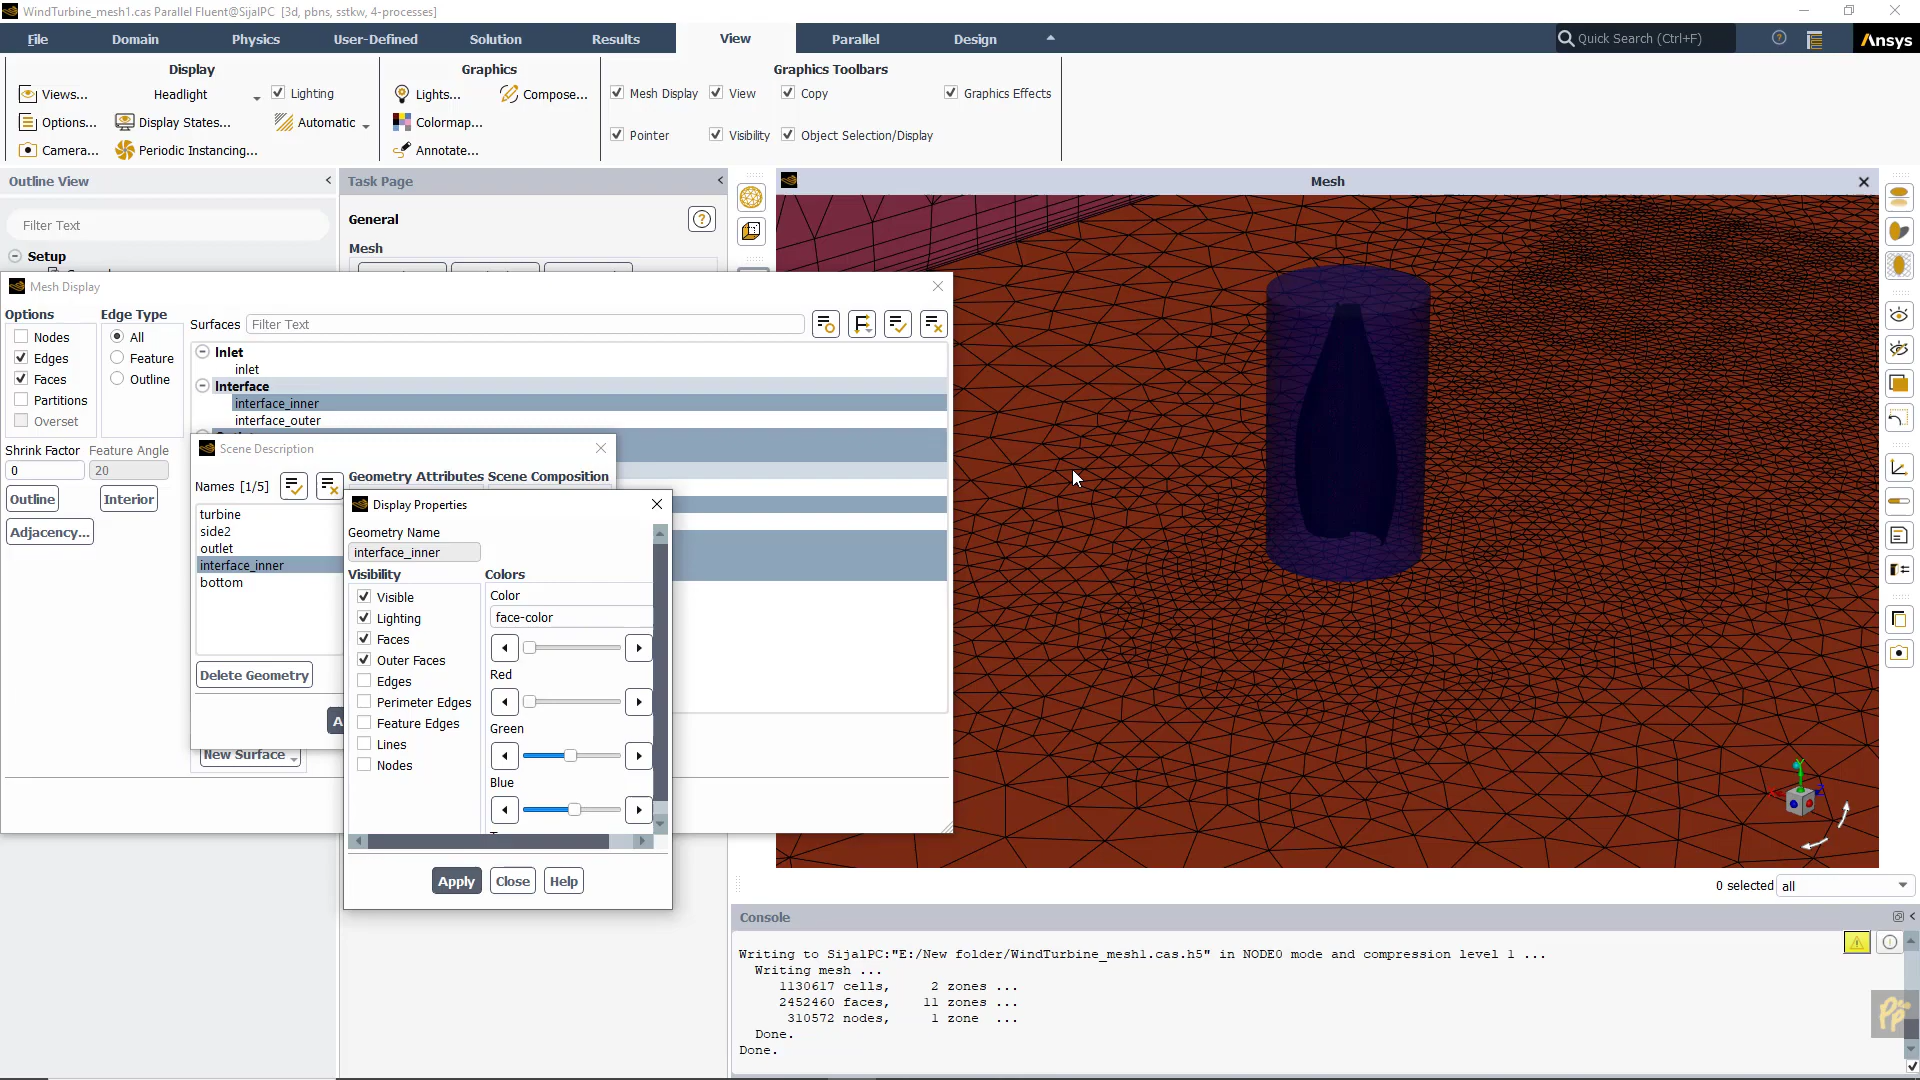 WindTurbine_mesh1.cas Parallel Fluent@SijalPC [3d, pbns, sstkw, 4-processes]
File Domain Physics User-Defined Solution Results View Parallel Design Quick Search (Ctrl+F) Ansys
Display Graphics Graphics Toolbars
Views... Headlight Lighting Lights... Compose... Mesh Display View Copy Graphics Effects
Options... Display States... Automatic Colormap... Pointer Visibility Object Selection/Display
Camera... Periodic Instancing... Annotate...
Outline View Task Page Mesh
Filter Text General
Mesh
Setup
Mesh Display
Options Edge Type Surfaces Filter Text
Nodes All
Edges Feature
Faces Outline
Partitions
Overset
Shrink Factor Feature Angle
0 20
Outline Interior
Adjacency...
Inlet
inlet
Interface
interface_inner
interface_outer
Scene Description
Names [1/5] Geometry Attributes Scene Composition
turbine
side2
outlet
interface_inner
bottom
Delete Geometry
A
New Surface
Display Properties
Geometry Name
interface_inner
Visibility Colors
Visible Color
Lighting face-color
Faces
Outer Faces Red
Edges
Perimeter Edges
Feature Edges Green
Lines
Nodes Blue
Apply Close Help
0 selected all
Console
Writing to SijalPC:"E:/New folder/WindTurbine_mesh1.cas.h5" in NODE0 mode and compression level 1 ...
Writing mesh ...
1130617 cells, 2 zones ...
2452460 faces, 11 zones ...
310572 nodes, 1 zone ...
Done.
Done.